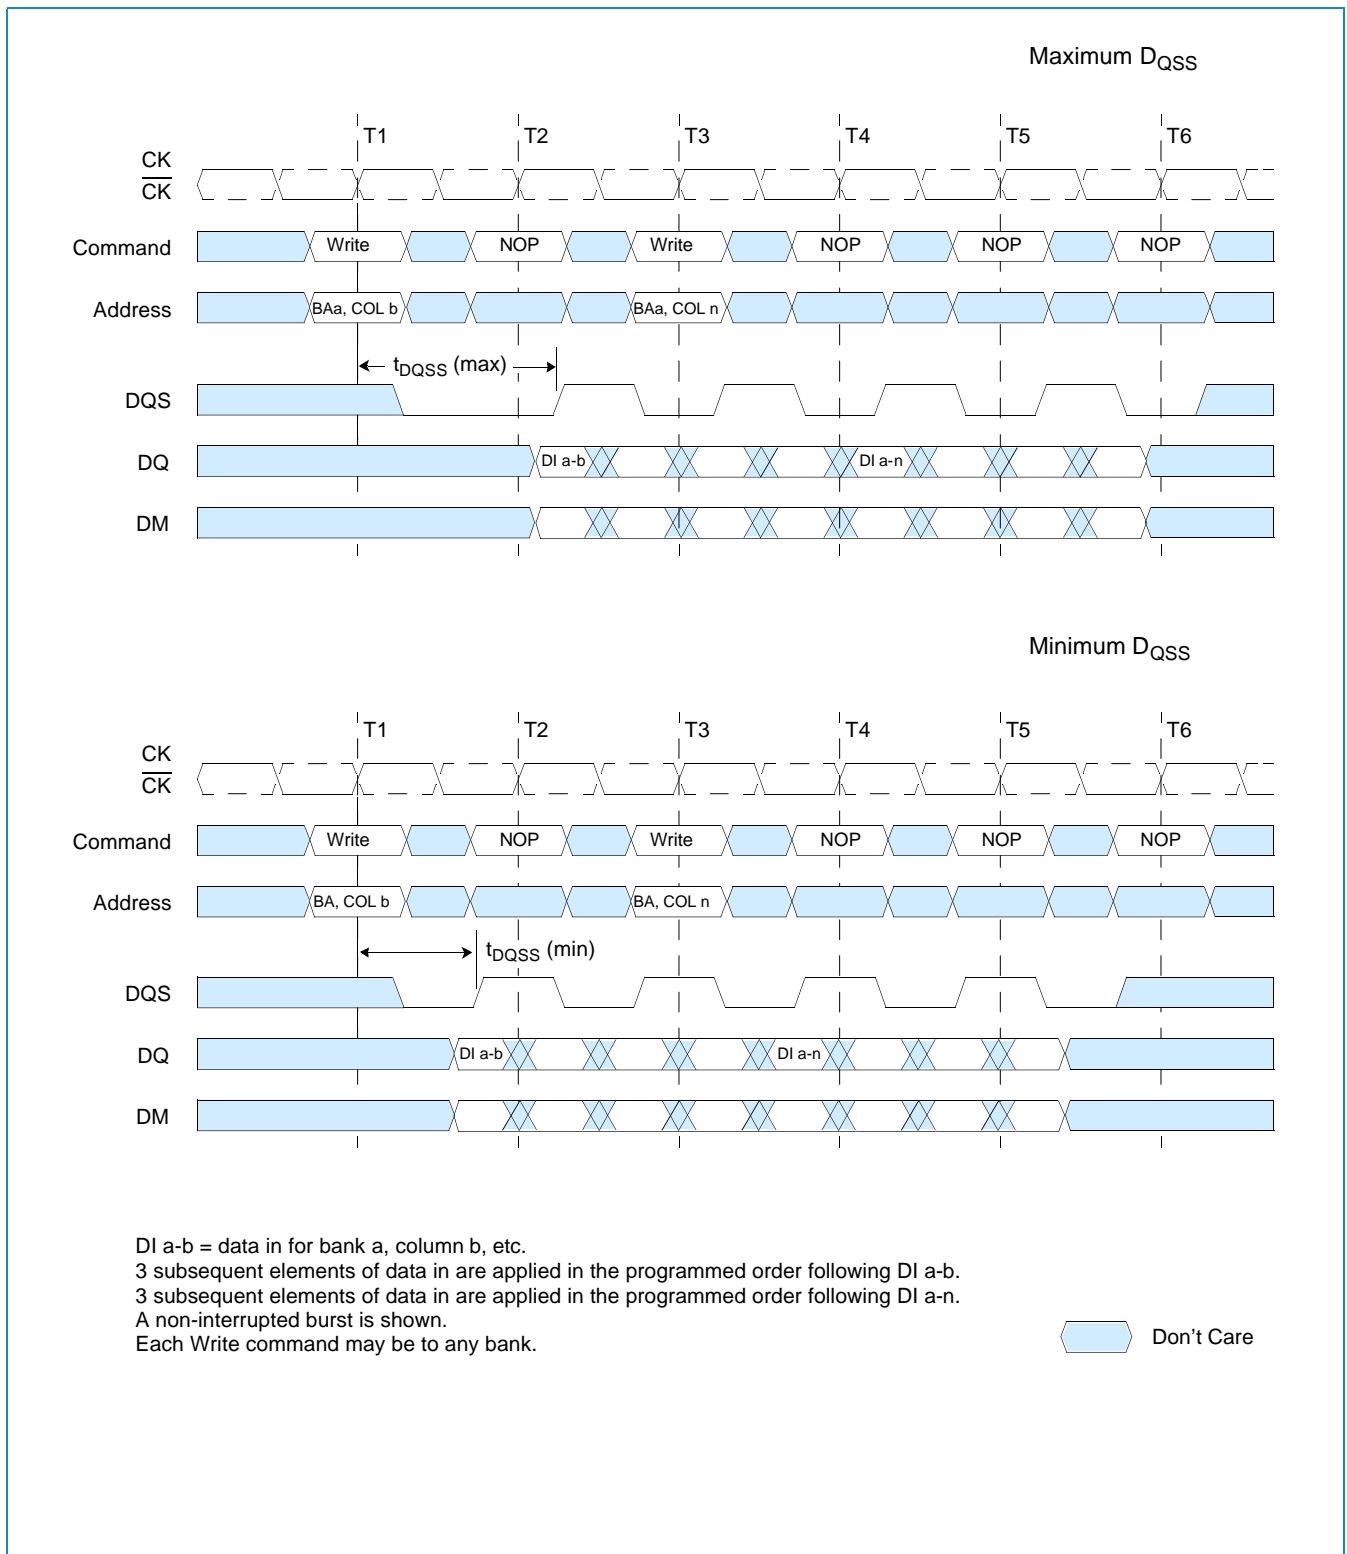 Maximum DQSS
T1 T2 T3 T4 T5 T6
CK
CK
Command Write NOP Write NOP NOP NOP
Address BAa, COL b BAa, COL n
tDQSS (max)
DQS
DQ DI a-b DI a-n
DM
Minimum DQSS
T1 T2 T3 T4 T5 T6
CK
CK
Command Write NOP Write NOP NOP NOP
Address BA, COL b BA, COL n
tDQSS (min)
DQS
DQ DI a-b DI a-n
DM
DI a-b = data in for bank a, column b, etc.
3 subsequent elements of data in are applied in the programmed order following DI a-b.
3 subsequent elements of data in are applied in the programmed order following DI a-n.
A non-interrupted burst is shown.
Each Write command may be to any bank.
Don't Care